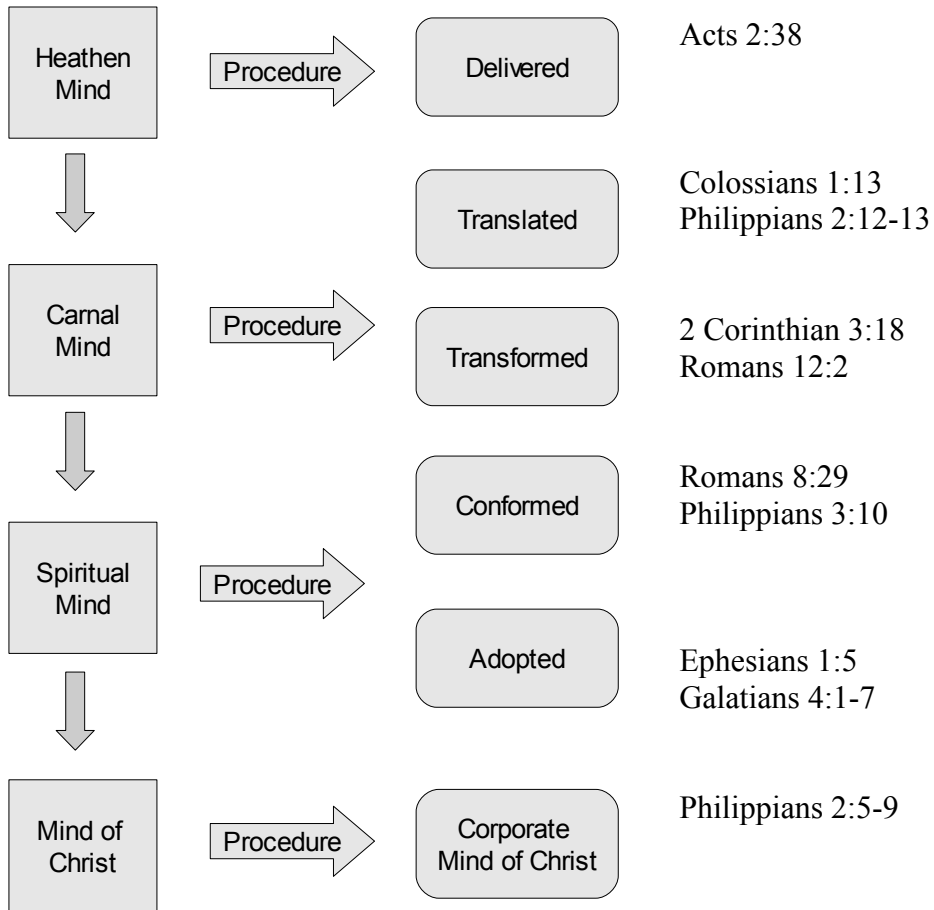 Heathen
Mind
Procedure
Delivered
Acts 2:38
Translated
Colossians 1:13
Philippians 2:12-13
Carnal
Mind
Procedure
Transformed
2 Corinthian 3:18
Romans 12:2
Conformed
Romans 8:29
Philippians 3:10
Spiritual
Mind
Procedure
Adopted
Ephesians 1:5
Galatians 4:1-7
Mind of
Christ
Procedure
Corporate
Mind of Christ
Philippians 2:5-9